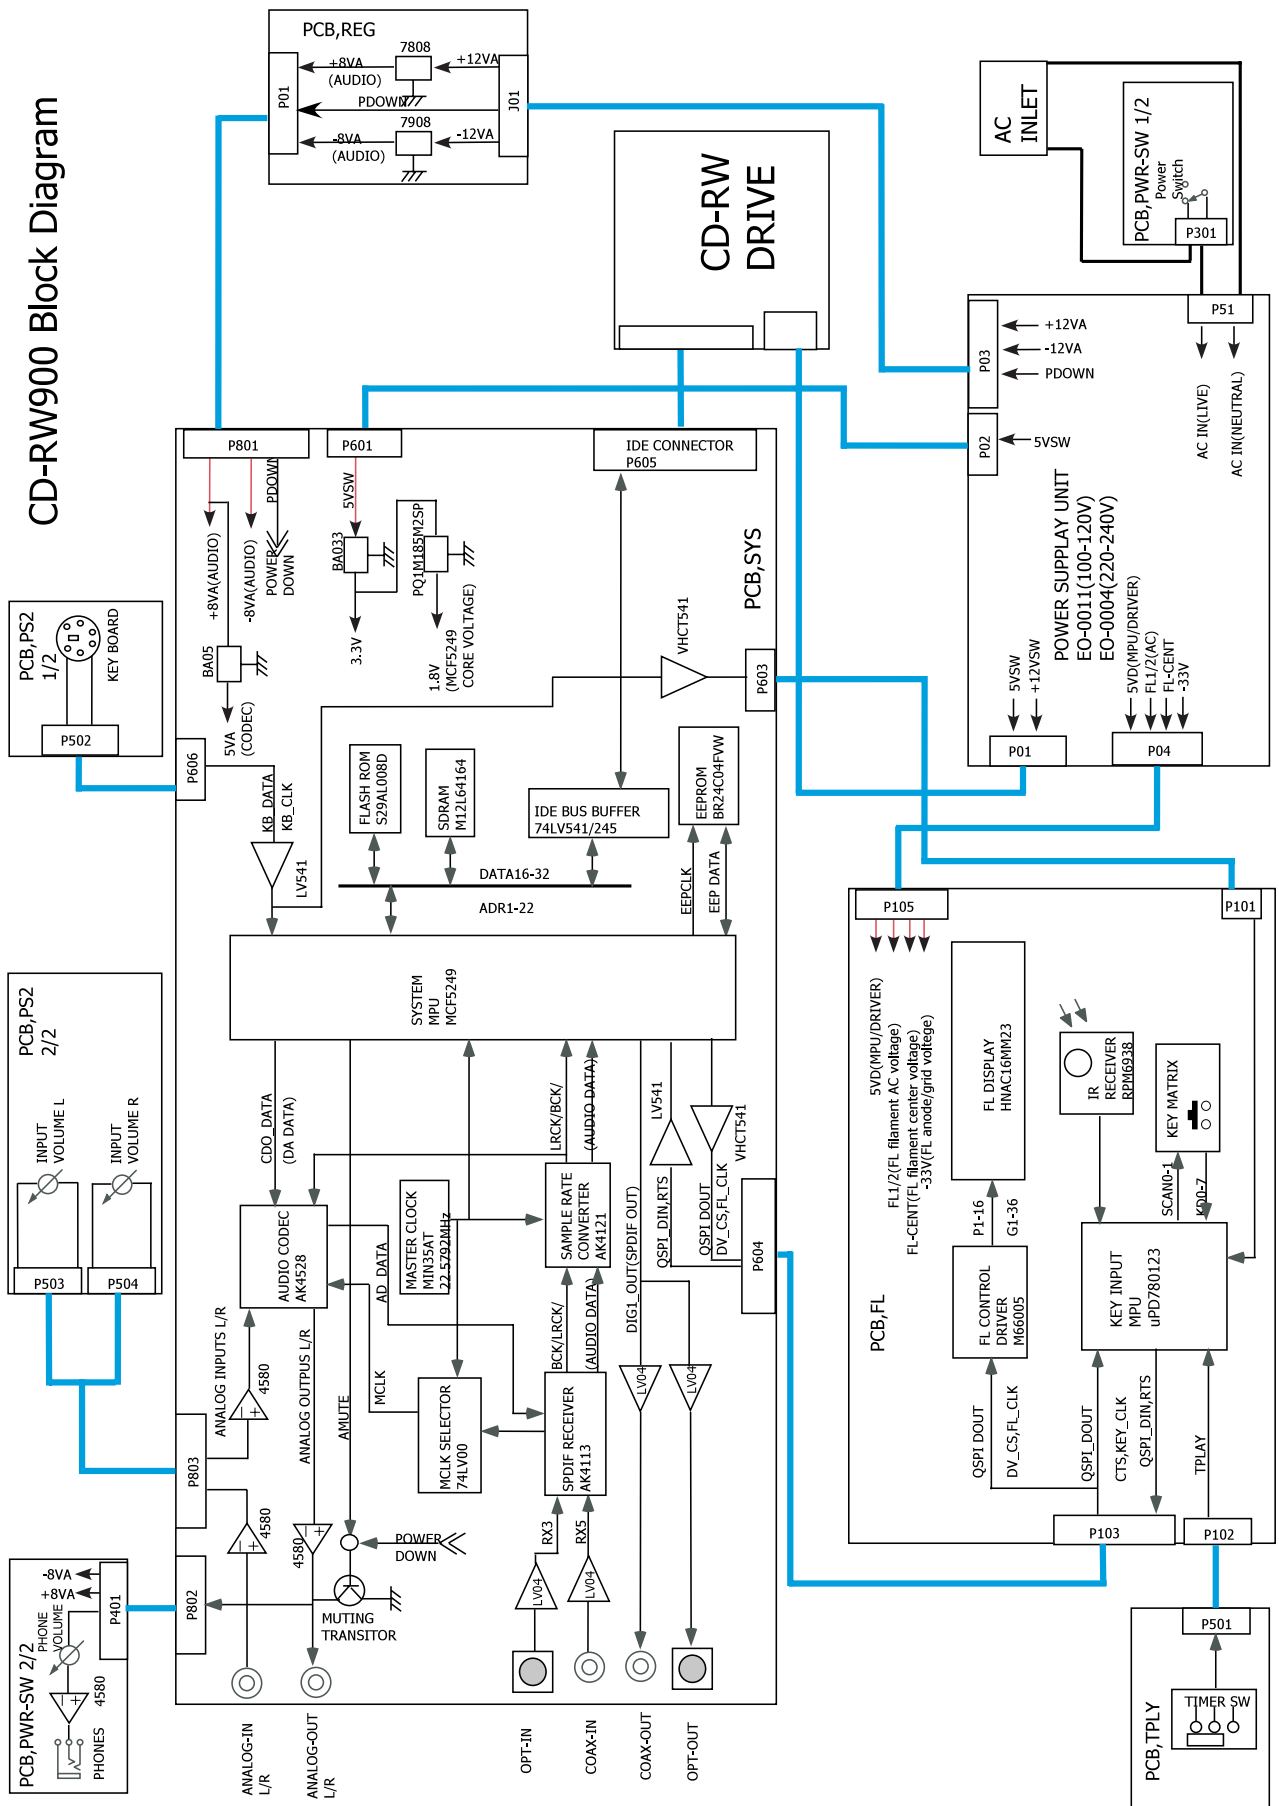 CD-RW900 Block Diagram
PCB,REG
P01
+8VA
(AUDIO)
7808
+12VA
PDOWN
-8VA
(AUDIO)
7908
-12VA
J01
CD-RW
DRIVE
AC
INLET
PCB,PWR-SW 1/2
Power
Switch
P301
P03
+12VA
-12VA
PDOWN
P51
AC IN(LIVE)
AC IN(NEUTRAL)
P02
5VSW
POWER SUPPLAY UNIT
EO-0011(100-120V)
EO-0004(220-240V)
5VSW
+12VSW
P01
5VD(MPU/DRIVER)
FL1/2(AC)
FL-CENT
-33V
P04
PCB,PS2
1/2
KEY BOARD
P502
PCB,PS2
2/2
INPUT
VOLUME L
INPUT
VOLUME R
P503
P504
PCB,PWR-SW 2/2
-8VA
+8VA
P401
PHONE
VOLUME
4580
PHONES
PCB,SYS
P801
+8VA(AUDIO)
-8VA(AUDIO)
PDOWN
POWER
DOWN
BA05
5VA
(CODEC)
P601
5VSW
BA033
3.3V
PQ1M185M2SP
1.8V
(MCF5249
CORE VOLTAGE)
IDE CONNECTOR
P605
VHCT541
P603
P606
KB_DATA
KB_CLK
LV541
FLASH ROM
S29AL008D
SDRAM
M12L64164
IDE BUS BUFFER
74LV541/245
EEPROM
BR24C04FVW
DATA16-32
ADR1-22
EEPCLK
EEP DATA
SYSTEM
MPU
MCF5249
CDO_DATA
(DA DATA)
LRCK/BCK/
(AUDIO DATA)
LV541
VHCT541
AUDIO CODEC
AK4528
AD_DATA
MASTER CLOCK
MIN35AT
22.5792MHz
SAMPLE RATE
CONVERTER
AK4121
DIG1_OUT(SPDIF OUT)
QSPI_DIN,RTS
QSPI DOUT
DV_CS,FL_CLK
P604
ANALOG INPUTS L/R
4580
ANALOG OUTPUS L/R
AMUTE
MCLK
MCLK SELECTOR
74LV00
BCK/LRCK/
(AUDIO DATA)
SPDIF RECEIVER
AK4113
LV04
LV04
P803
4580
4580
POWER
DOWN
RX3
RX5
LV04
LV04
P802
MUTING
TRANSITOR
ANALOG-IN
L/R
ANALOG-OUT
L/R
OPT-IN
COAX-IN
COAX-OUT
OPT-OUT
PCB,FL
P105
P101
5VD(MPU/DRIVER)
FL1/2(FL filament AC voltage)
FL-CENT(FL filament center voltage)
-33V(FL anode/grid voltege)
FL DISPLAY
HNAC16MM23
IR
RECEIVER
RPM6938
KEY MATRIX
P1-16
G1-36
SCAN0-1
KD0-7
FL CONTROL
DRIVER
M66005
KEY INPUT
MPU
uPD780123
QSPI DOUT
DV_CS,FL_CLK
QSPI_DOUT
CTS,KEY_CLK
QSPI_DIN,RTS
TPLAY
P103
P102
PCB,TPLY
P501
TIMER SW